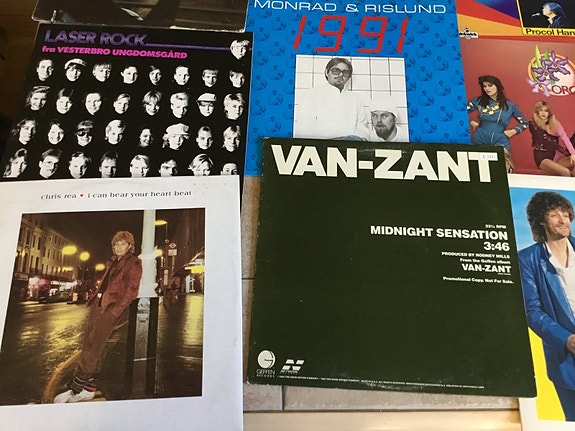 MONRAD & RISLUND
1991
Procol Har
LASER ROCK
fra VESTERBRO UNGDOMSGÅRD
VAN-ZANT
33⅓ RPM
MIDNIGHT SENSATION
3:46
PRODUCED BY RODNEY MILLS
From the Geffen album
VAN-ZANT
Promotional Copy. Not For Sale.
GEFFEN
RECORDS
NETWORK
chris rea ♥ i can hear your heart beat